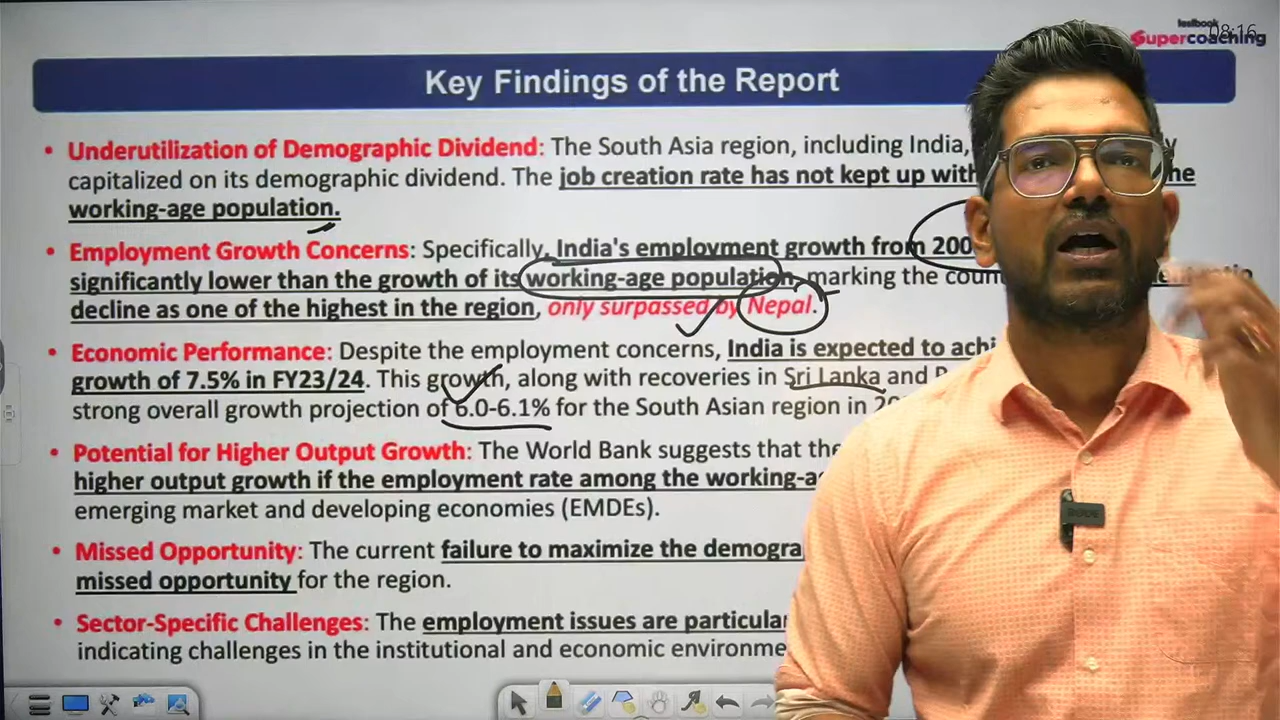 testbook
Supercoaching
08:16
Key Findings of the Report
• Underutilization of Demographic Dividend: The South Asia region, including India,
capitalized on its demographic dividend. The job creation rate has not kept up with
working-age population.
• Employment Growth Concerns: Specifically, India's employment growth from 200
significantly lower than the growth of its working-age population, marking the
decline as one of the highest in the region, only surpassed by Nepal.
• Economic Performance: Despite the employment concerns, India is expected to
growth of 7.5% in FY23/24. This growth, along with recoveries in Sri Lanka and
strong overall growth projection of 6.0-6.1% for the South Asian region in
• Potential for Higher Output Growth: The World Bank suggests that
higher output growth if the employment rate among the
emerging market and developing economies (EMDEs).
• Missed Opportunity: The current failure to maximize the
missed opportunity for the region.
• Sector-Specific Challenges: The employment issues are
indicating challenges in the institutional and economic